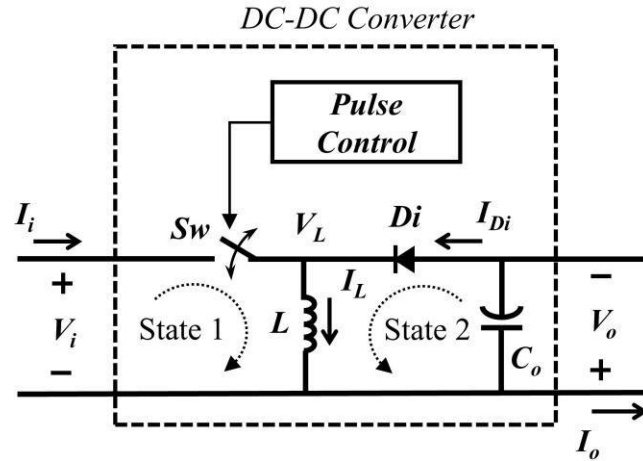 DC-DC Converter
Pulse
Control
I_i
Sw
V_L
Di
I_Di
+
V_i
−
State 1
L
I_L
State 2
C_o
−
V_o
+
I_o